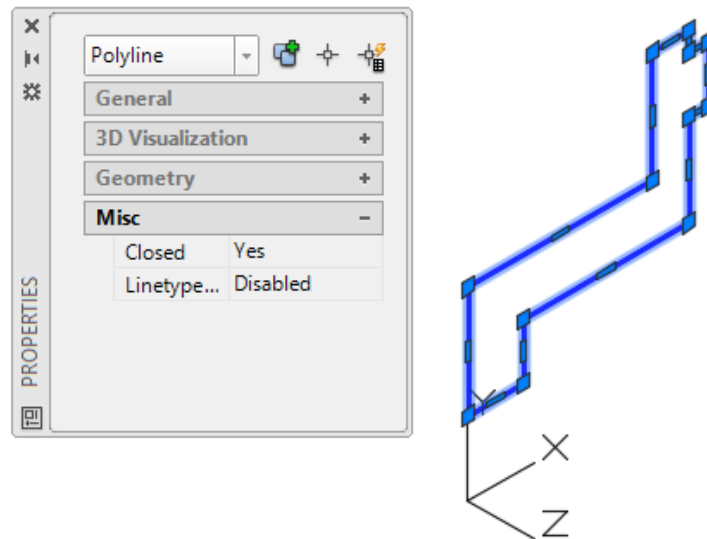 Polyline
General +
3D Visualization +
Geometry +
Misc −
Closed Yes
Linetype... Disabled
PROPERTIES
Y
X
Z